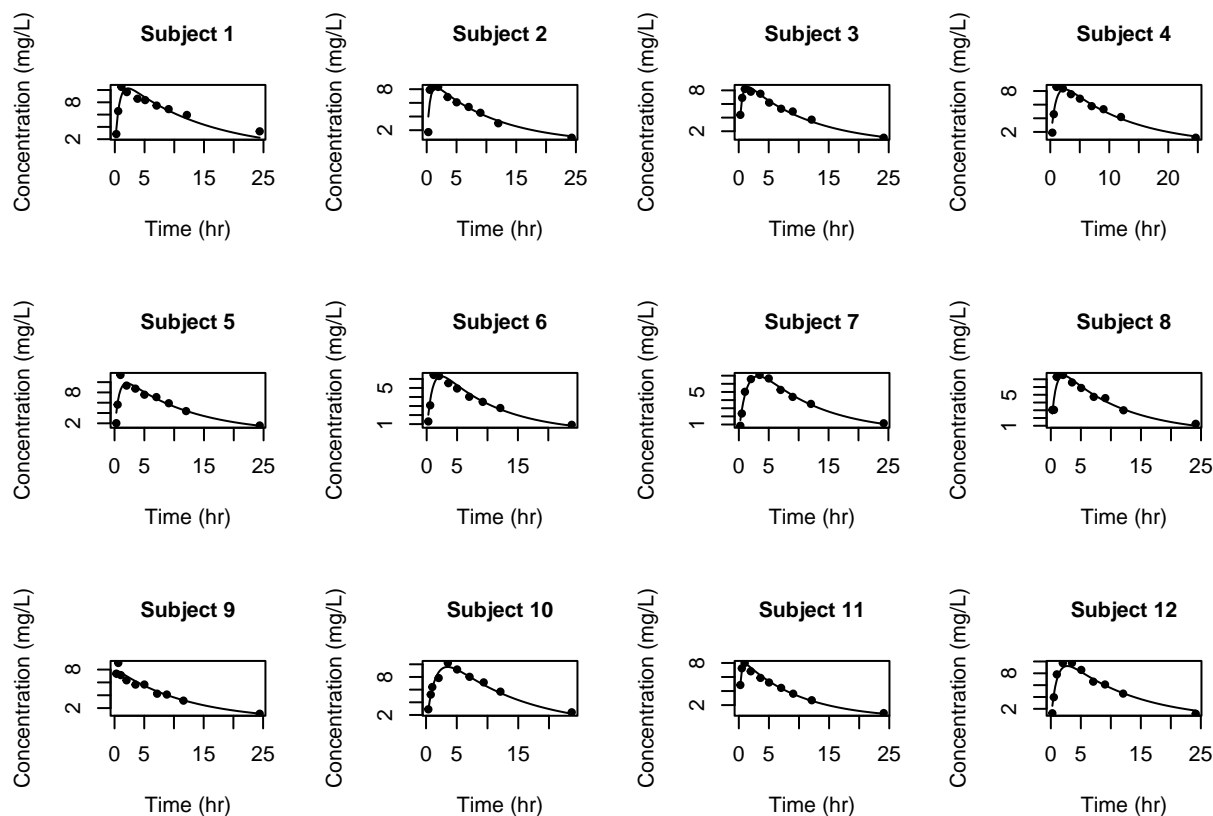 Subject 1
Concentration (mg/L)
2 8
0 5 15 25
Time (hr)
Subject 2
Concentration (mg/L)
2 8
0 5 15 25
Time (hr)
Subject 3
Concentration (mg/L)
2 8
0 5 15 25
Time (hr)
Subject 4
Concentration (mg/L)
2 8
0 10 20
Time (hr)
Subject 5
Concentration (mg/L)
2 8
0 5 15 25
Time (hr)
Subject 6
Concentration (mg/L)
1 5
0 5 15
Time (hr)
Subject 7
Concentration (mg/L)
1 5
0 5 15 25
Time (hr)
Subject 8
Concentration (mg/L)
1 5
0 5 15 25
Time (hr)
Subject 9
Concentration (mg/L)
2 8
0 5 15 25
Time (hr)
Subject 10
Concentration (mg/L)
2 8
0 5 15
Time (hr)
Subject 11
Concentration (mg/L)
2 8
0 5 15 25
Time (hr)
Subject 12
Concentration (mg/L)
2 8
0 5 15 25
Time (hr)